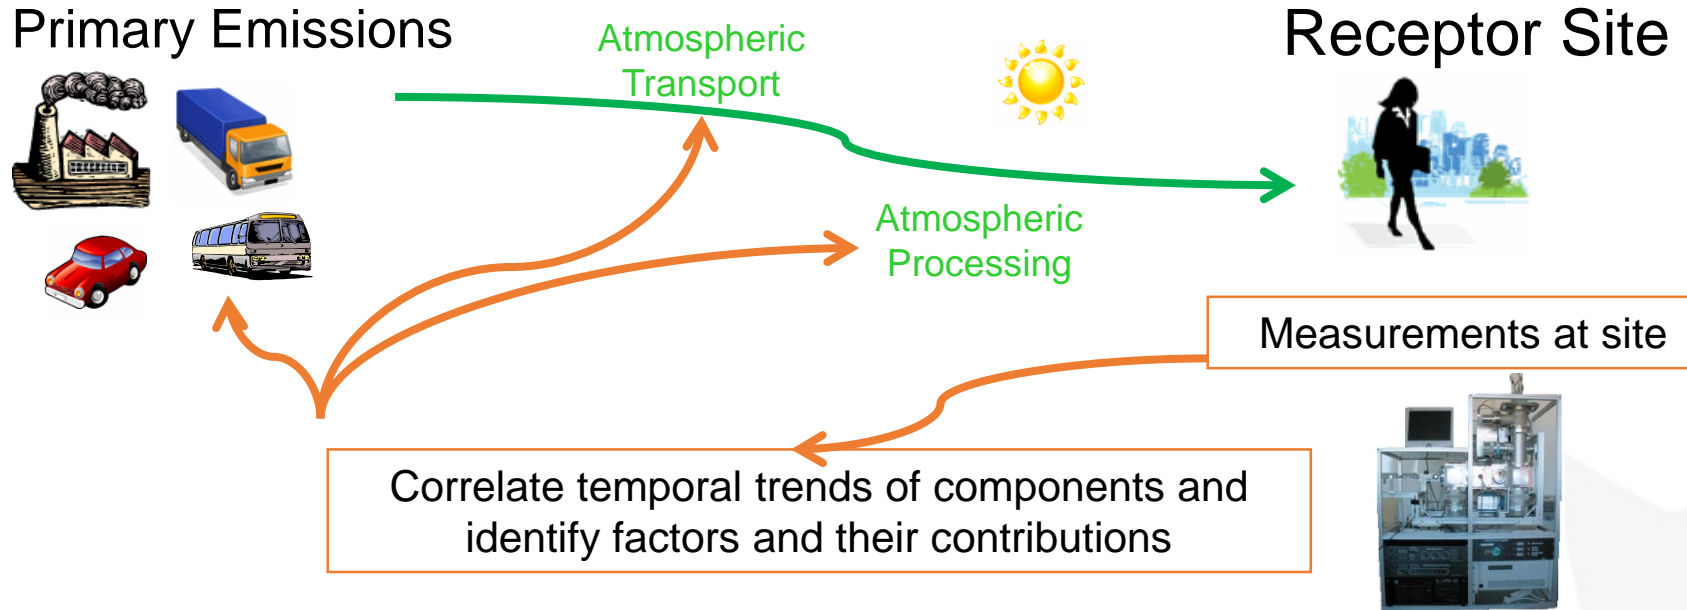 Primary Emissions
Atmospheric
Transport
Receptor Site
Atmospheric
Processing
Measurements at site
Correlate temporal trends of components and
identify factors and their contributions